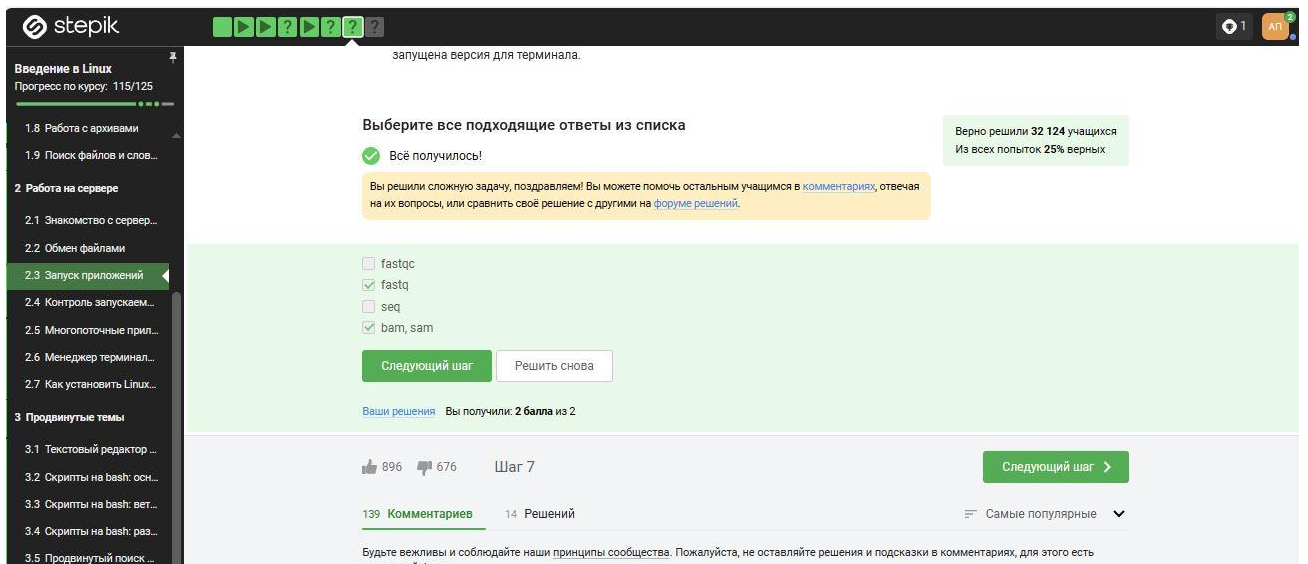 stepik
? ? ? ?
1
АП
2
Введение в Linux
Прогресс по курсу: 115/125
1.8 Работа с архивами
1.9 Поиск файлов и слов...
2 Работа на сервере
2.1 Знакомство с сервер...
2.2 Обмен файлами
2.3 Запуск приложений
2.4 Контроль запускаем...
2.5 Многопоточные прил...
2.6 Менеджер терминал...
2.7 Как установить Linux...
3 Продвинутые темы
3.1 Текстовый редактор ...
3.2 Скрипты на bash: осн...
3.3 Скрипты на bash: вет...
3.4 Скрипты на bash: раз...
3.5 Продвинутый поиск ...
запущена версия для терминала.
Выберите все подходящие ответы из списка
Верно решили 32 124 учащихся
Из всех попыток 25% верных
Всё получилось!
Вы решили сложную задачу, поздравляем! Вы можете помочь остальным учащимся в комментариях, отвечая
на их вопросы, или сравнить своё решение с другими на форуме решений.
fastqc
fastq
seq
bam, sam
Следующий шаг Решить снова
Ваши решения Вы получили: 2 балла из 2
896 676 Шаг 7 Следующий шаг
139 Комментариев 14 Решений Самые популярные
Будьте вежливы и соблюдайте наши принципы сообщества. Пожалуйста, не оставляйте решения и подсказки в комментариях, для этого есть